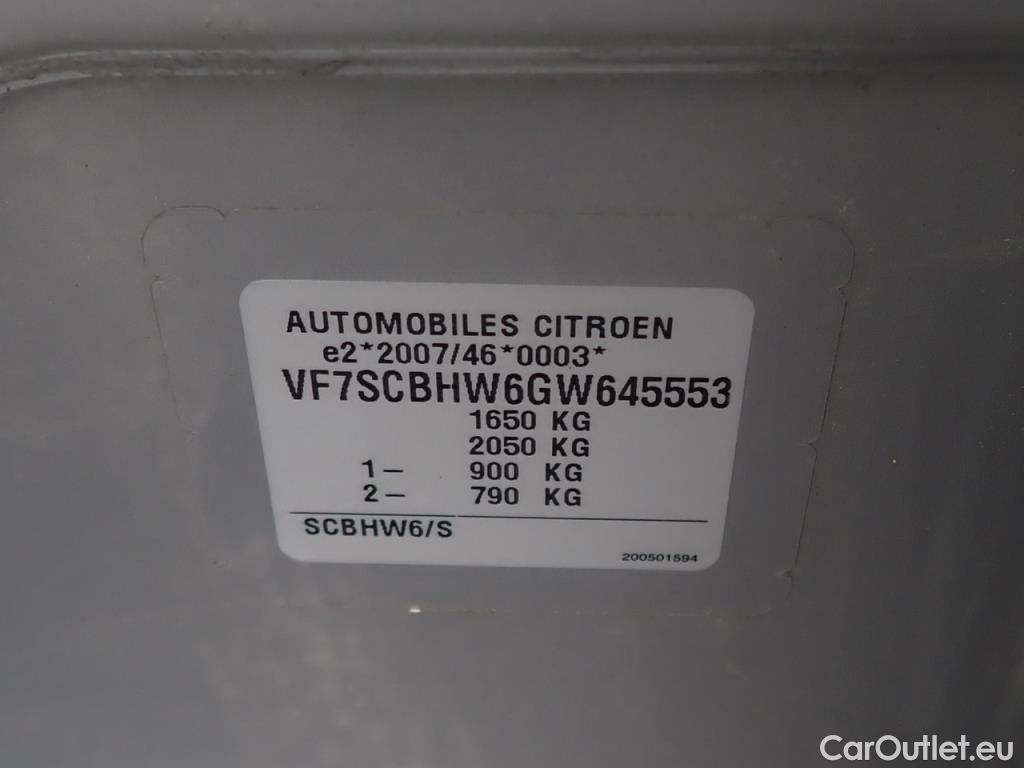 AUTOMOBILES CITROEN
e2*2007/46*0003*
VF7SCBHW6GW645553
1650 KG
2050 KG
1- 900 KG
2- 790 KG
SCBHW6/S
200501594
CarOutlet.eu